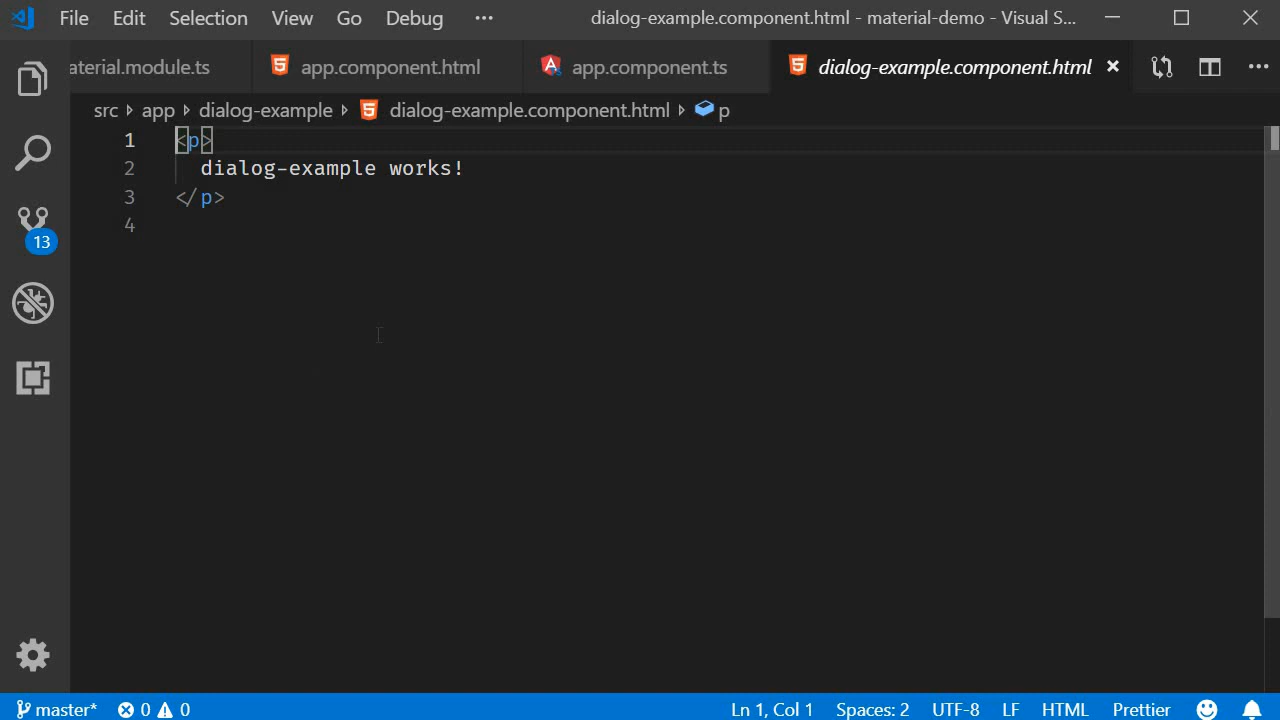 File Edit Selection View Go Debug ··· dialog-example.component.html - material-demo - Visual S...
aterial.module.ts app.component.html app.component.ts dialog-example.component.html
src app dialog-example dialog-example.component.html p
1 <p>
2 dialog-example works!
3 </p>
4
13
master* 0 0 Ln 1, Col 1 Spaces: 2 UTF-8 LF HTML Prettier